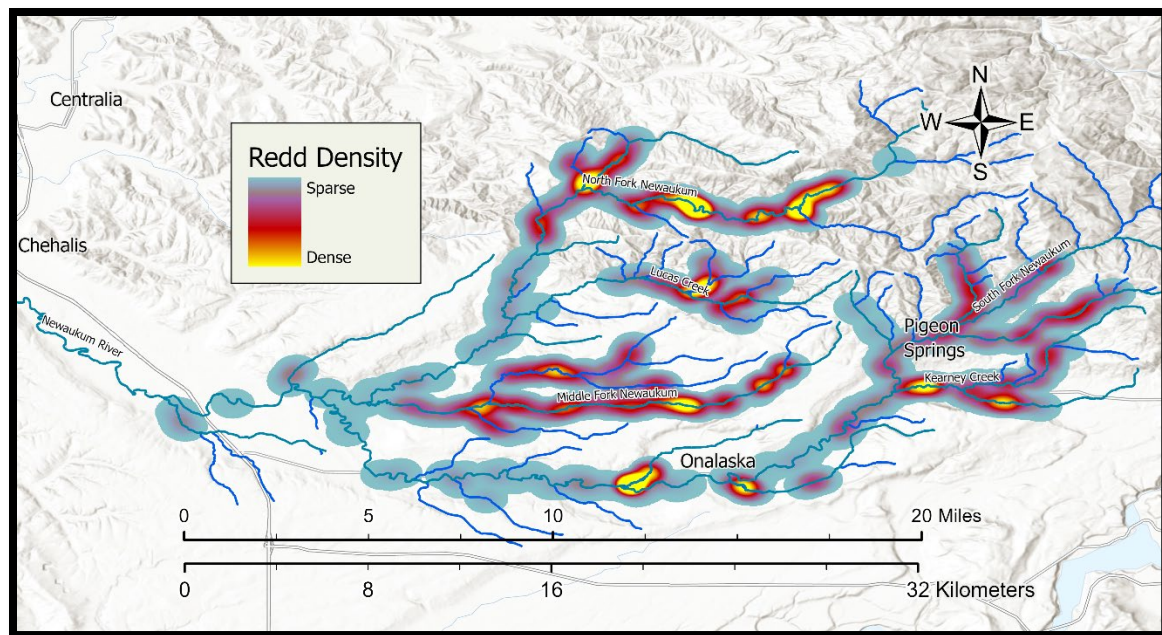 N
W E
S
Centralia
Redd Density
Sparse
Dense
North Fork Newaukum
Chehalis
Lucas Creek
South Fork Newaukum
Newaukum River
Pigeon
Springs
Kearney Creek
Middle Fork Newaukum
Onalaska
0 5 10 20 Miles
0 8 16 32 Kilometers